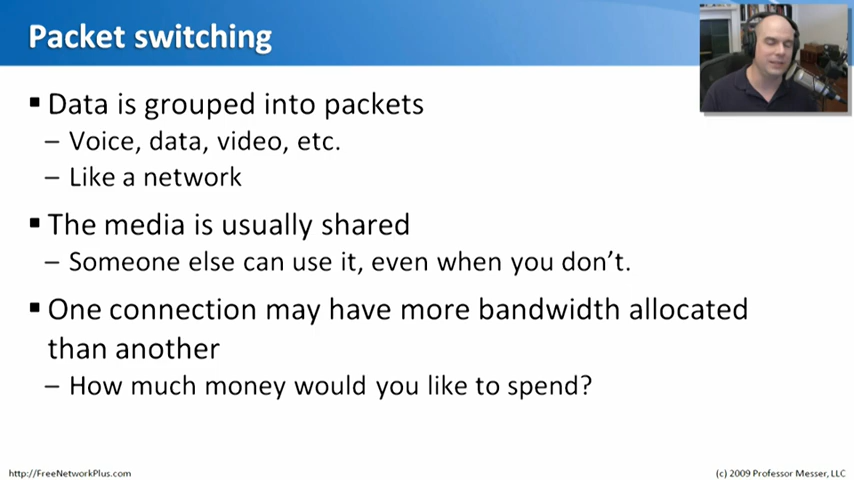 Packet switching
▪ Data is grouped into packets
– Voice, data, video, etc.
– Like a network
▪ The media is usually shared
– Someone else can use it, even when you don’t.
▪ One connection may have more bandwidth allocated
than another
– How much money would you like to spend?
http://FreeNetworkPlus.com
(c) 2009 Professor Messer, LLC